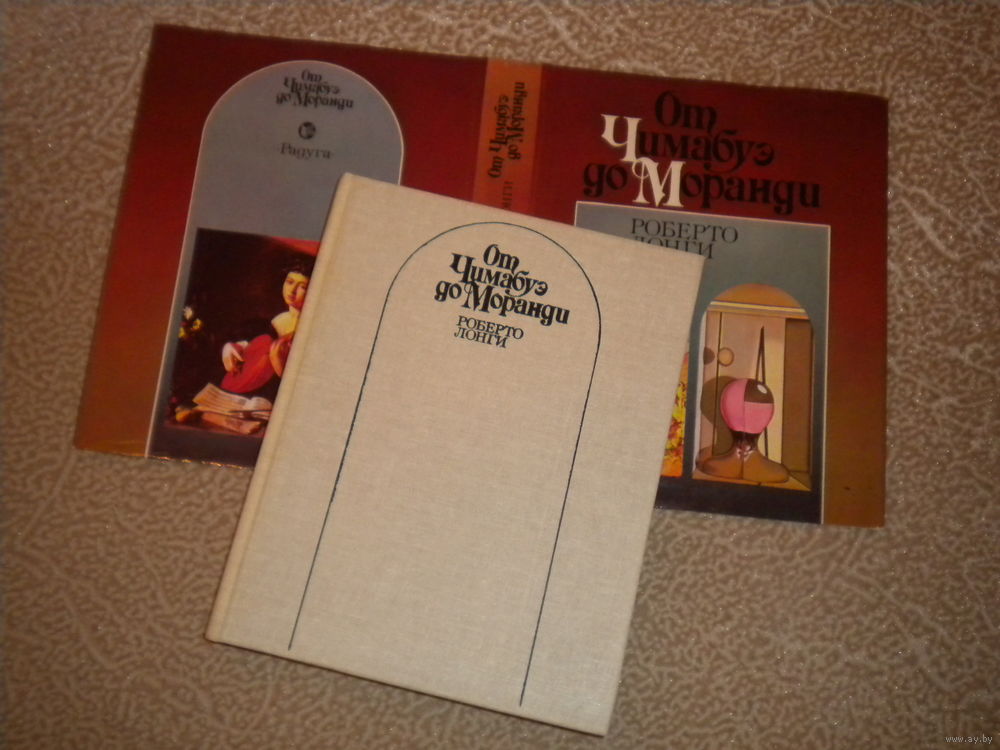 От
Чимабуэ
до Моранди
Радуга
От Чимабуэ
до Моранди
От
Чимабуэ
до Моранди
РОБЕРТО
ЛОНГИ
От
Чимабуэ
до Моранди
РОБЕРТО
ЛОНГИ
www.ay.by